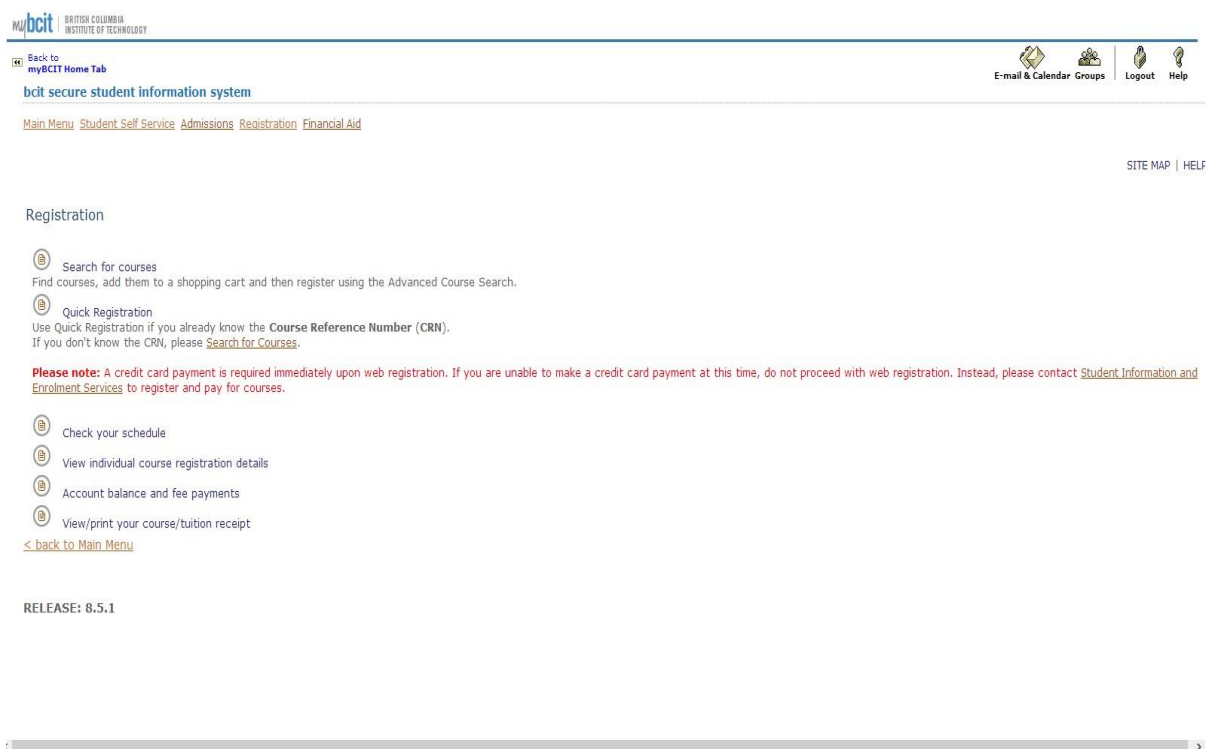 mybcit BRITISH COLUMBIA
INSTITUTE OF TECHNOLOGY
Back to
myBCIT Home Tab
E-mail & Calendar Groups Logout Help
bcit secure student information system
Main Menu Student Self Service Admissions Registration Financial Aid
SITE MAP | HELP
Registration
Search for courses
Find courses, add them to a shopping cart and then register using the Advanced Course Search.
Quick Registration
Use Quick Registration if you already know the Course Reference Number (CRN).
If you don't know the CRN, please Search for Courses.
Please note: A credit card payment is required immediately upon web registration. If you are unable to make a credit card payment at this time, do not proceed with web registration. Instead, please contact Student Information and
Enrolment Services to register and pay for courses.
Check your schedule
View individual course registration details
Account balance and fee payments
View/print your course/tuition receipt
< back to Main Menu
RELEASE: 8.5.1